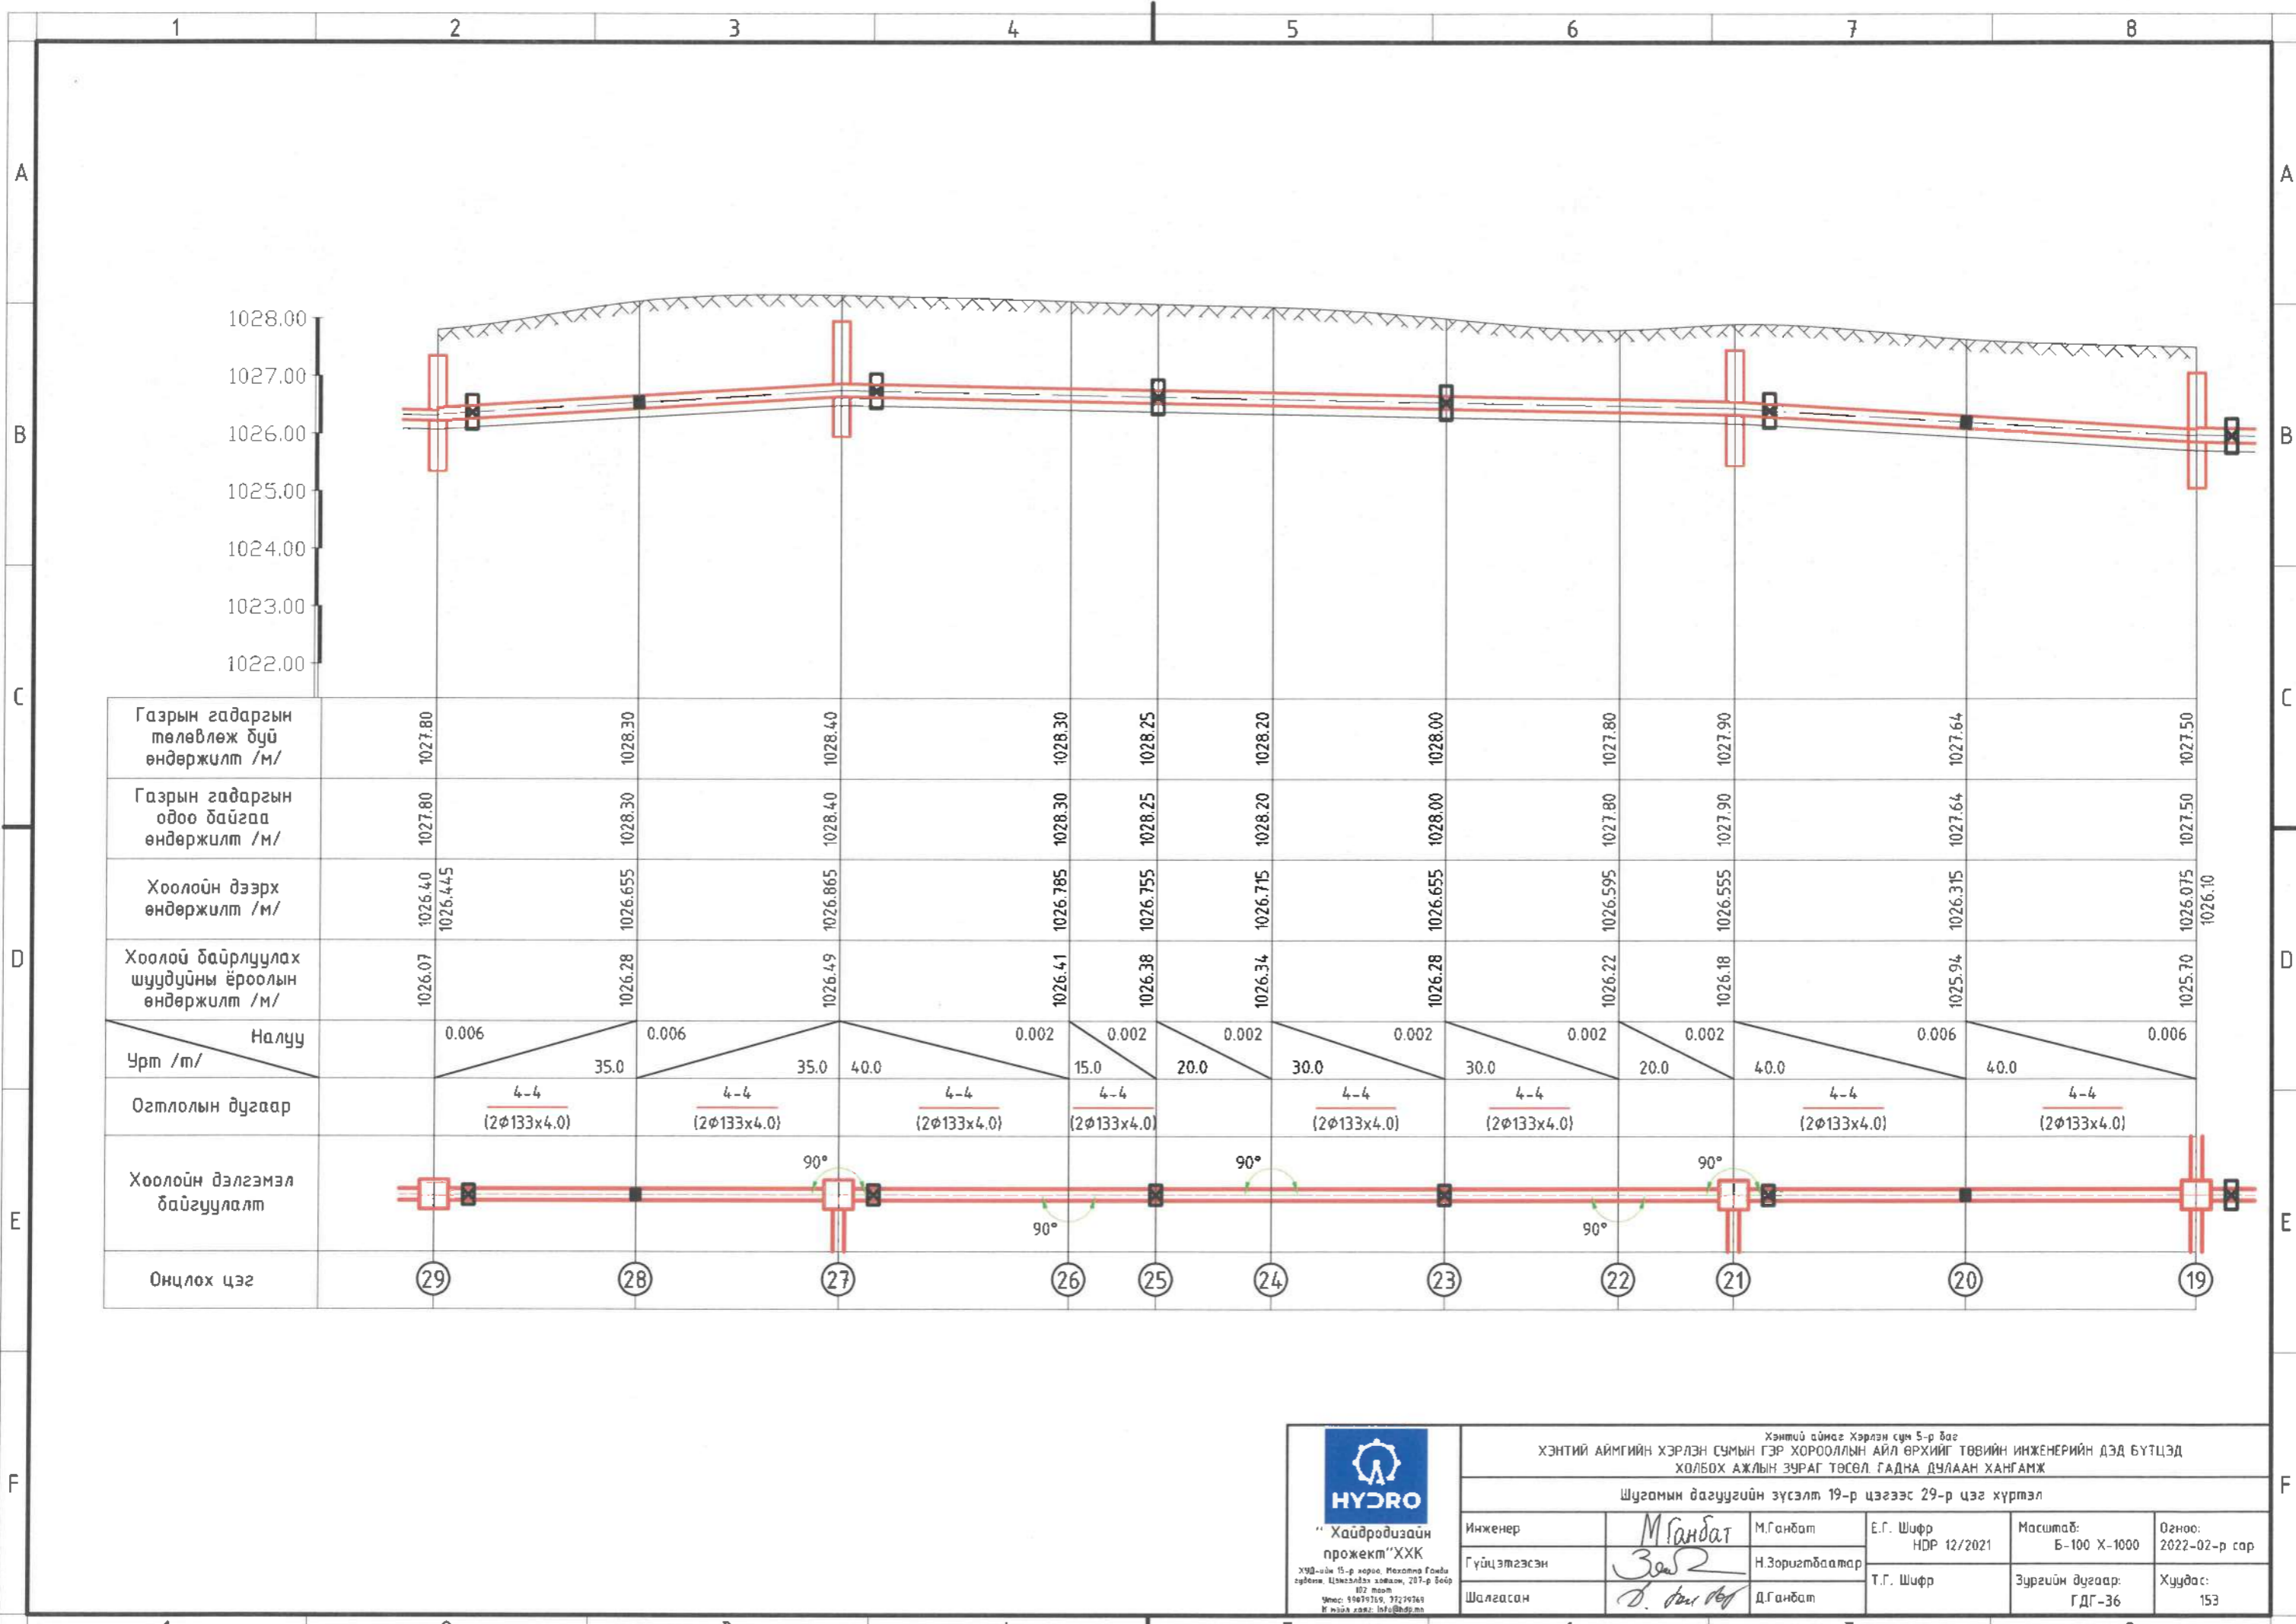 1 2 3 4 5 6 7 8
A A
B B
C C
D D
E E
F F
1028.00
1027.00
1026.00
1025.00
1024.00
1023.00
1022.00
Газрын гадаргын
төлөвлөж буй
өндөржилт /м/
1027.80 1028.30 1028.40 1028.30 1028.25 1028.20 1028.00 1027.80 1027.90 1027.64 1027.50
Газрын гадаргын
одоо байгаа
өндөржилт /м/
1027.80 1028.30 1028.40 1028.30 1028.25 1028.20 1028.00 1027.80 1027.90 1027.64 1027.50
Хоолойн дээрх
өндөржилт /м/
1026.40 1026.445 1026.655 1026.865 1026.785 1026.755 1026.715 1026.655 1026.595 1026.555 1026.315 1026.075 1026.10
Хоолой байрлуулах
шуудуйны ёроолын
өндөржилт /м/
1026.07 1026.28 1026.49 1026.41 1026.38 1026.34 1026.28 1026.22 1026.18 1025.94 1025.70
Налуу
0.006 0.006 0.002 0.002 0.002 0.002 0.002 0.002 0.006 0.006
Урт /m/
35.0 35.0 40.0 15.0 20.0 30.0 30.0 20.0 40.0 40.0
Огтлолын дугаар
4-4 4-4 4-4 4-4 4-4 4-4 4-4 4-4
(2Ф133x4.0) (2Ф133x4.0) (2Ф133x4.0) (2Ф133x4.0) (2Ф133x4.0) (2Ф133x4.0) (2Ф133x4.0) (2Ф133x4.0)
Хоолойн дэлгэмэл
байгуулалт
90° 90° 90°
90° 90°
Онцлох цэг
29 28 27 26 25 24 23 22 21 20 19
HYDRO
" Хайдродизайн
прожект"ХХК
Хэнтий аймаг Хэрлэн сум 5-р баг
ХЭНТИЙ АЙМГИЙН ХЭРЛЭН СУМЫН ГЭР ХОРООЛЛЫН АЙЛ ӨРХИЙГ ТӨВИЙН ИНЖЕНЕРИЙН ДЭД БҮТЦЭД
ХОЛБОХ АЖЛЫН ЗУРАГ ТӨСӨЛ. ГАДНА ДУЛААН ХАНГАМЖ
Шугамын дагуугийн зүсэлт 19-р цэгээс 29-р цэг хүртэл
Инженер М Ганбат М.Ганбат
Гүйцэтгэсэн Н.Зоригтбаатар
Шалгасан Д.Ганбат
Е.Г. Шифр
HDP 12/2021
Т.Г. Шифр
Масштаб:
Б-100 Х-1000
Зургийн дугаар:
ГДГ-36
Огноо:
2022-02-р сар
Хуудас:
153